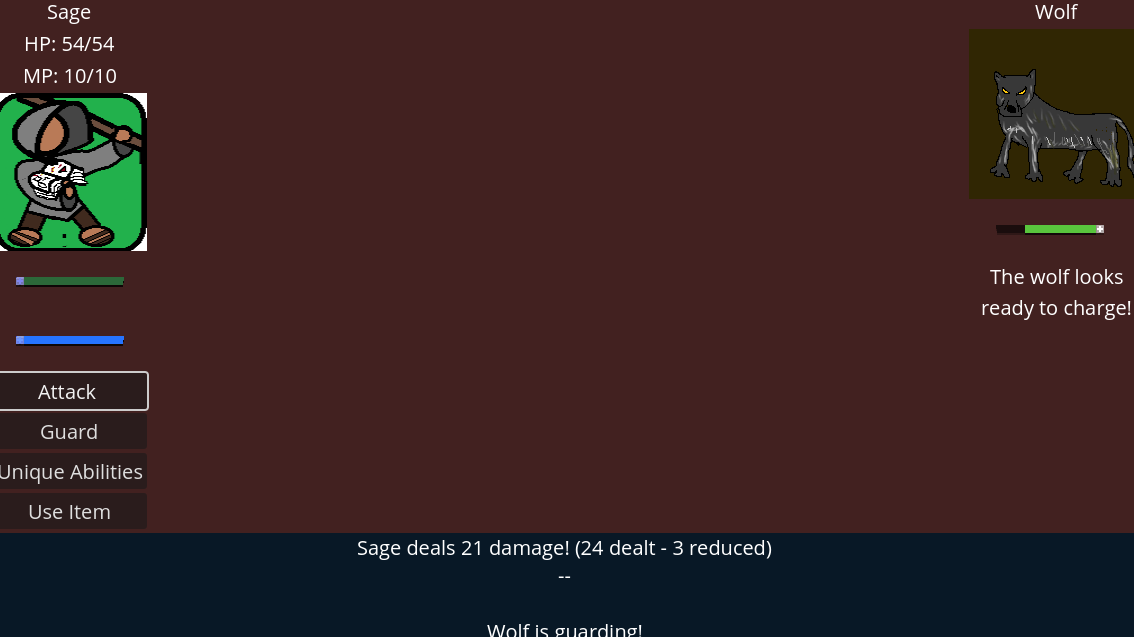 Sage
HP: 54/54
MP: 10/10
Wolf
The wolf looks
ready to charge!
Attack
Guard
Unique Abilities
Use Item
Sage deals 21 damage! (24 dealt - 3 reduced)
--
Wolf is guarding!